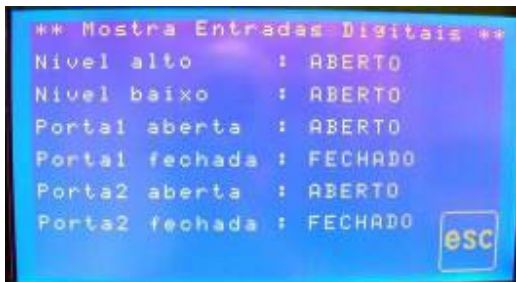 ** Mostra Entradas Digitais **
Nivel alto : ABERTO
Nivel baixo : ABERTO
Porta1 aberta : ABERTO
Porta1 fechada : FECHADO
Porta2 aberta : ABERTO
Porta2 fechada : FECHADO
esc